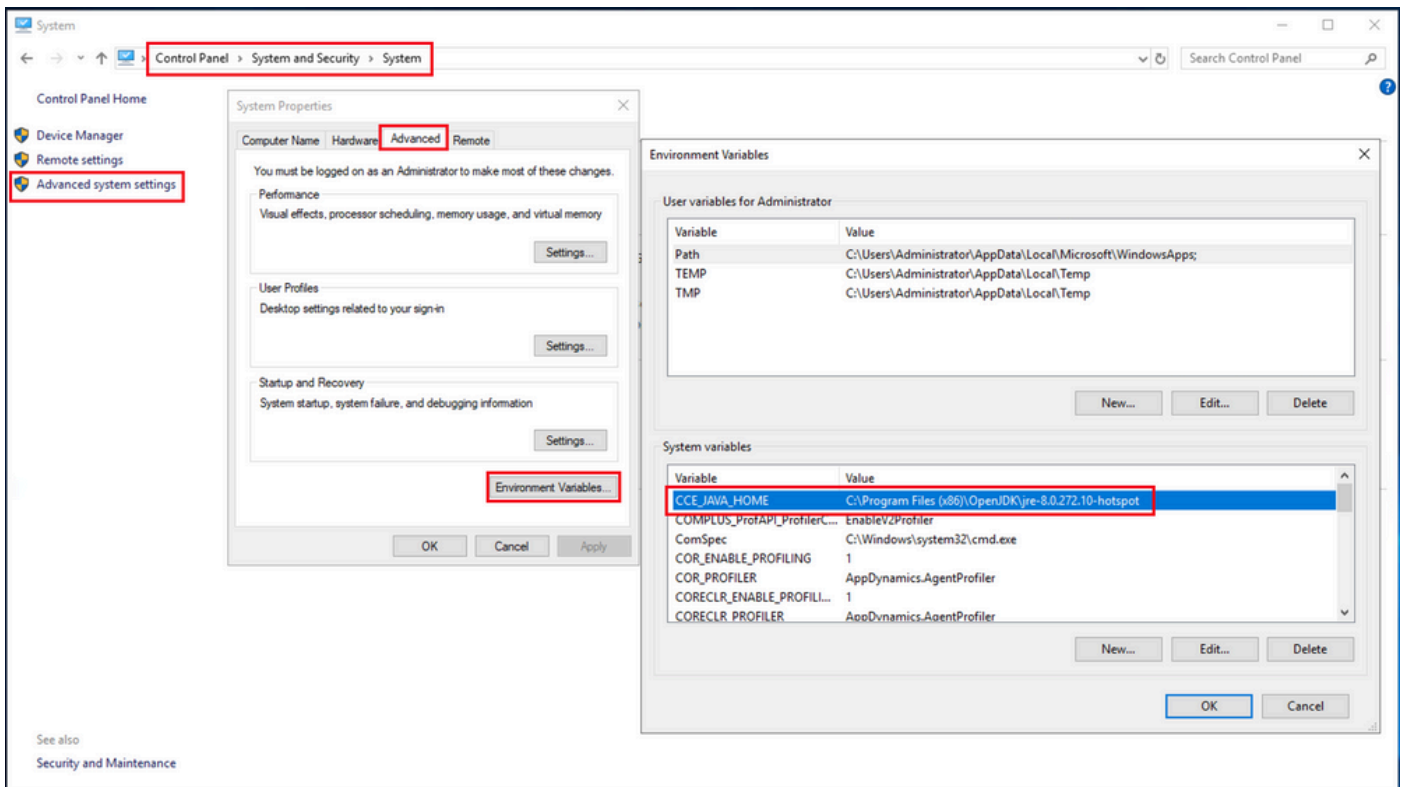 System
Control Panel > System and Security > System
Search Control Panel
Control Panel Home
Device Manager
Remote settings
Advanced system settings
See also
Security and Maintenance
System Properties
Computer Name Hardware Advanced Remote
You must be logged on as an Administrator to make most of these changes.
Performance
Visual effects, processor scheduling, memory usage, and virtual memory
Settings...
User Profiles
Desktop settings related to your sign-in
Settings...
Startup and Recovery
System startup, system failure, and debugging information
Settings...
Environment Variables...
OK Cancel Apply
Environment Variables
User variables for Administrator
Variable Value
Path C:\Users\Administrator\AppData\Local\Microsoft\WindowsApps;
TEMP C:\Users\Administrator\AppData\Local\Temp
TMP C:\Users\Administrator\AppData\Local\Temp
New... Edit... Delete
System variables
Variable Value
CCE_JAVA_HOME C:\Program Files (x86)\OpenJDK\jre-8.0.272.10-hotspot
COMPLUS_ProfAPI_ProfilerC... EnableV2Profiler
ComSpec C:\Windows\system32\cmd.exe
COR_ENABLE_PROFILING 1
COR_PROFILER AppDynamics.AgentProfiler
CORECLR_ENABLE_PROFILI... 1
CORECLR_PROFILER AppDynamics.AgentProfiler
New... Edit... Delete
OK Cancel